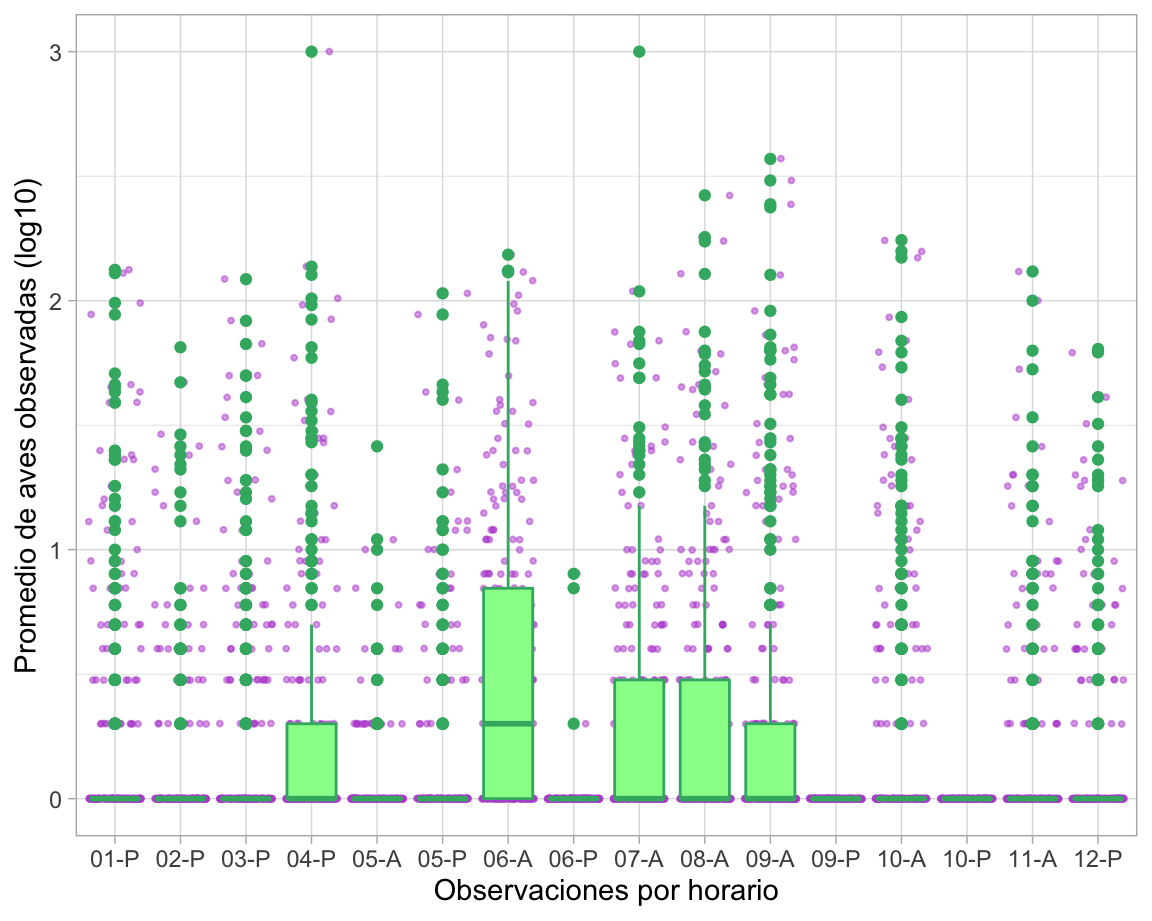 3
2
1
0
Promedio de aves observadas (log10)
01-P 02-P 03-P 04-P 05-A 05-P 06-A 06-P 07-A 08-A 09-A 09-P 10-A 10-P 11-A 12-P
Observaciones por horario